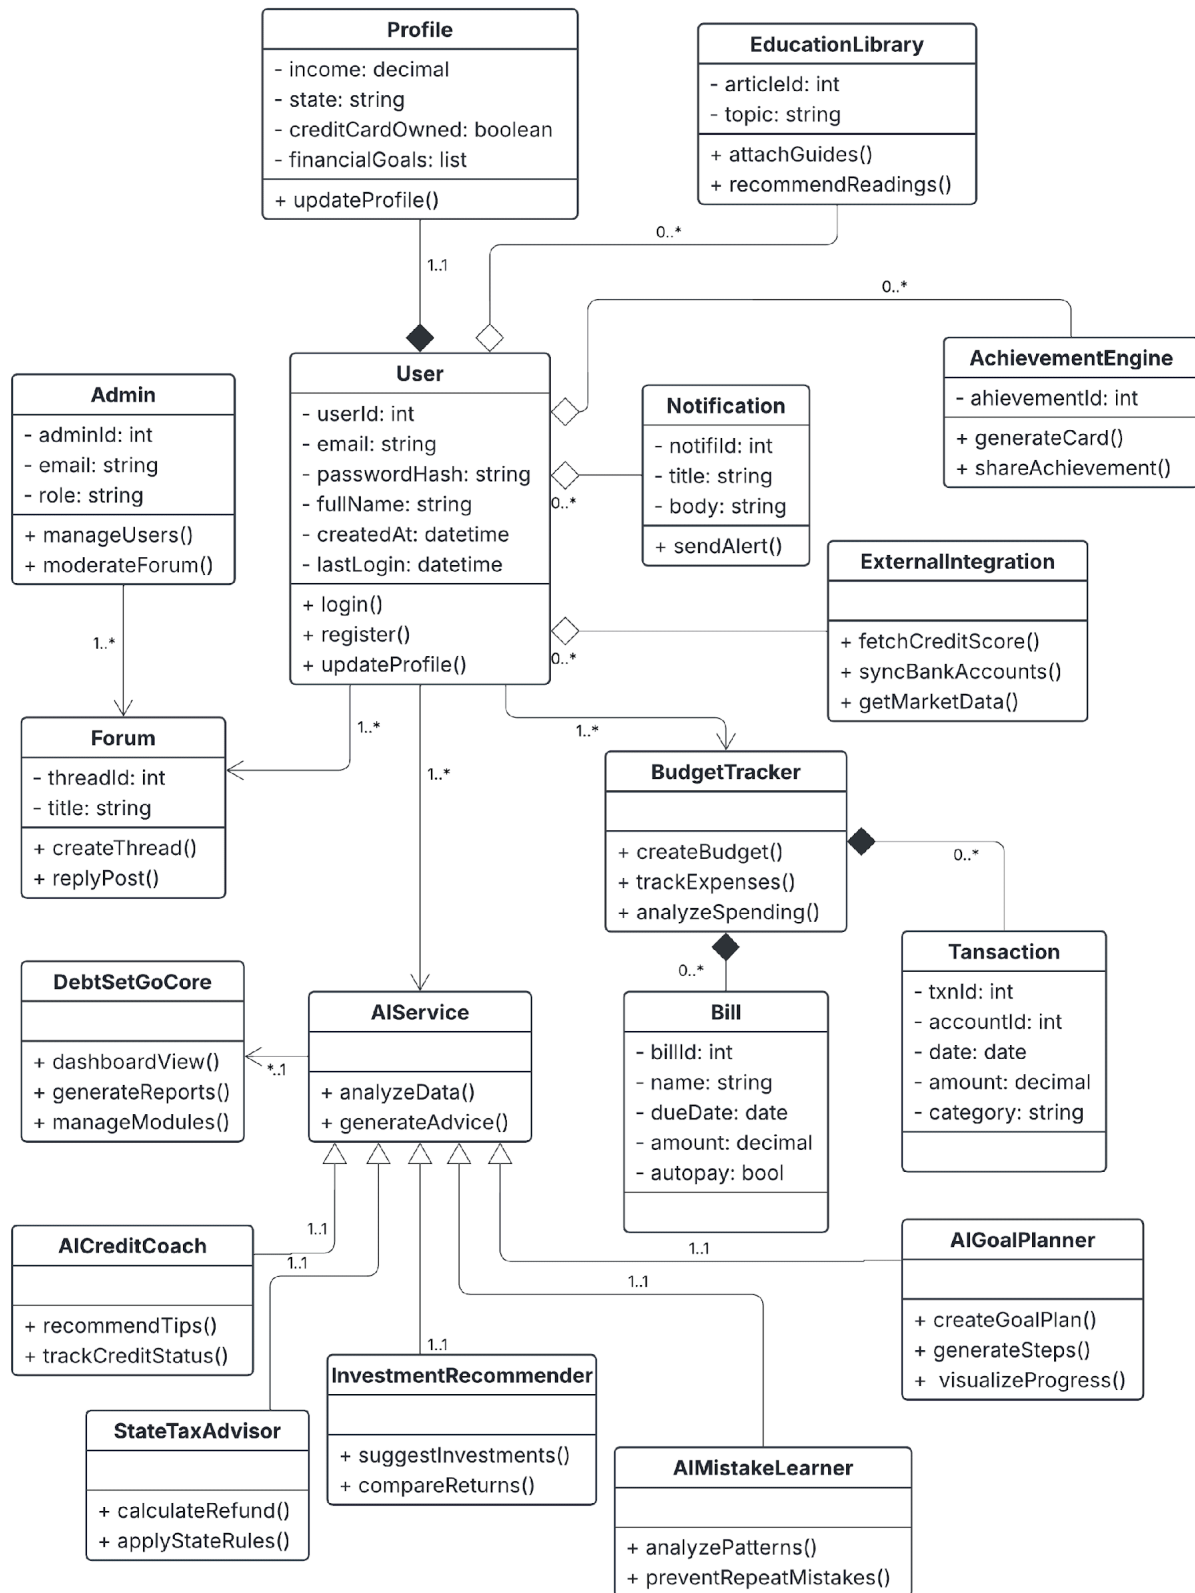 Profile
- income: decimal
- state: string
- creditCardOwned: boolean
- financialGoals: list
+ updateProfile()
EducationLibrary
- articleId: int
- topic: string
+ attachGuides()
+ recommendReadings()
1..1
0..*
0..*
AchievementEngine
- ahievementId: int
+ generateCard()
+ shareAchievement()
Admin
- adminId: int
- email: string
- role: string
+ manageUsers()
+ moderateForum()
User
- userId: int
- email: string
- passwordHash: string
- fullName: string
- createdAt: datetime
- lastLogin: datetime
+ login()
+ register()
+ updateProfile()
Notification
- notifiId: int
- title: string
- body: string
+ sendAlert()
0..*
ExternalIntegration
+ fetchCreditScore()
+ syncBankAccounts()
+ getMarketData()
0..*
1..*
1..*
1..*
1..*
Forum
- threadId: int
- title: string
+ createThread()
+ replyPost()
BudgetTracker
+ createBudget()
+ trackExpenses()
+ analyzeSpending()
0..*
0..*
Tansaction
- txnId: int
- accountId: int
- date: date
- amount: decimal
- category: string
DebtSetGoCore
+ dashboardView()
+ generateReports()
+ manageModules()
*..1
AIService
+ analyzeData()
+ generateAdvice()
Bill
- billId: int
- name: string
- dueDate: date
- amount: decimal
- autopay: bool
1..1
1..1
1..1
1..1
1..1
AICreditCoach
+ recommendTips()
+ trackCreditStatus()
AIGoalPlanner
+ createGoalPlan()
+ generateSteps()
+ visualizeProgress()
InvestmentRecommender
+ suggestInvestments()
+ compareReturns()
StateTaxAdvisor
+ calculateRefund()
+ applyStateRules()
AIMistakeLearner
+ analyzePatterns()
+ preventRepeatMistakes()